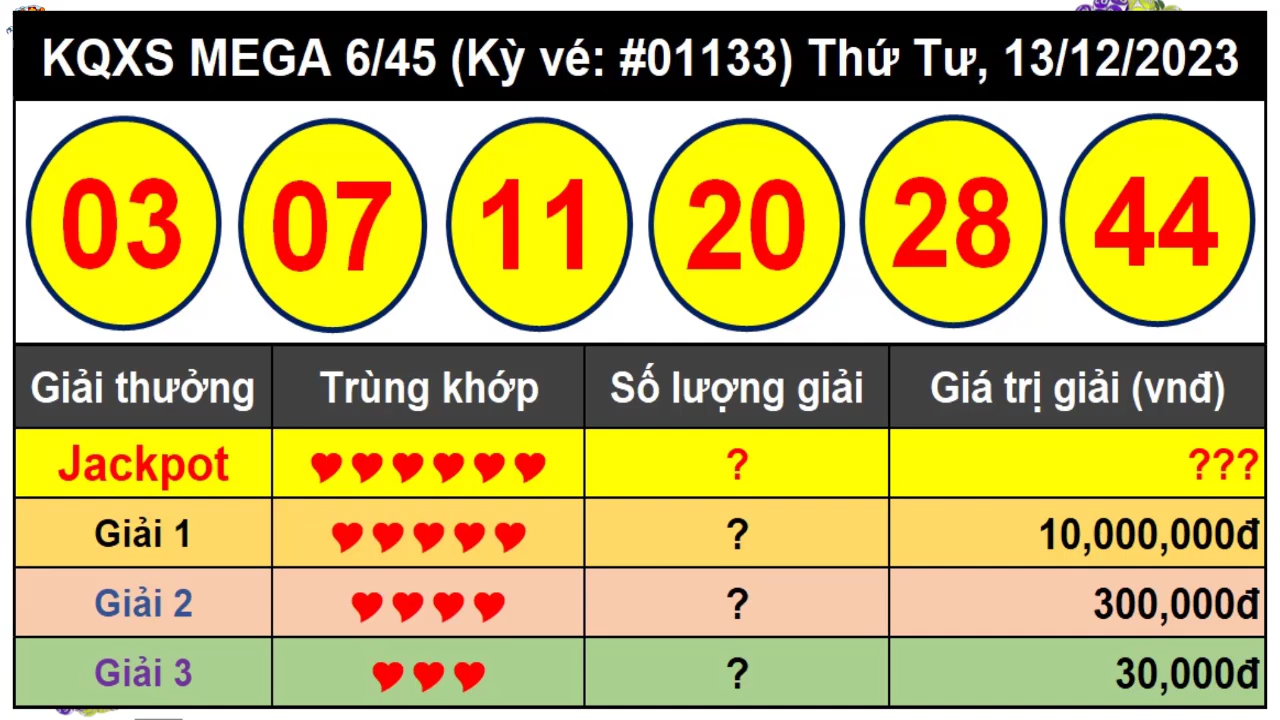 KQXS MEGA 6/45 (Kỳ vé: #01133) Thứ Tư, 13/12/2023
03 07 11 20 28 44
Giải thưởng Trùng khớp Số lượng giải Giá trị giải (vnđ)
Jackpot ? ???
Giải 1 ? 10,000,000đ
Giải 2 ? 300,000đ
Giải 3 ? 30,000đ